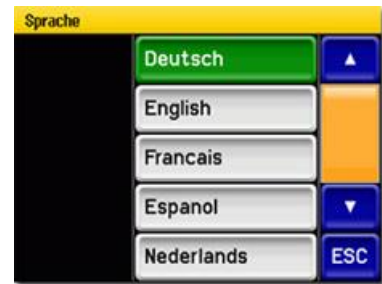 Sprache
Deutsch
English
Francais
Espanol
Nederlands
ESC